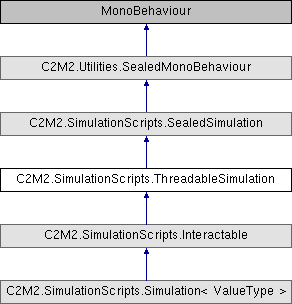 MonoBehaviour
C2M2.Utilities.SealedMonoBehaviour
C2M2.SimulationScripts.SealedSimulation
C2M2.SimulationScripts.ThreadableSimulation
C2M2.SimulationScripts.Interactable
C2M2.SimulationScripts.Simulation< ValueType >